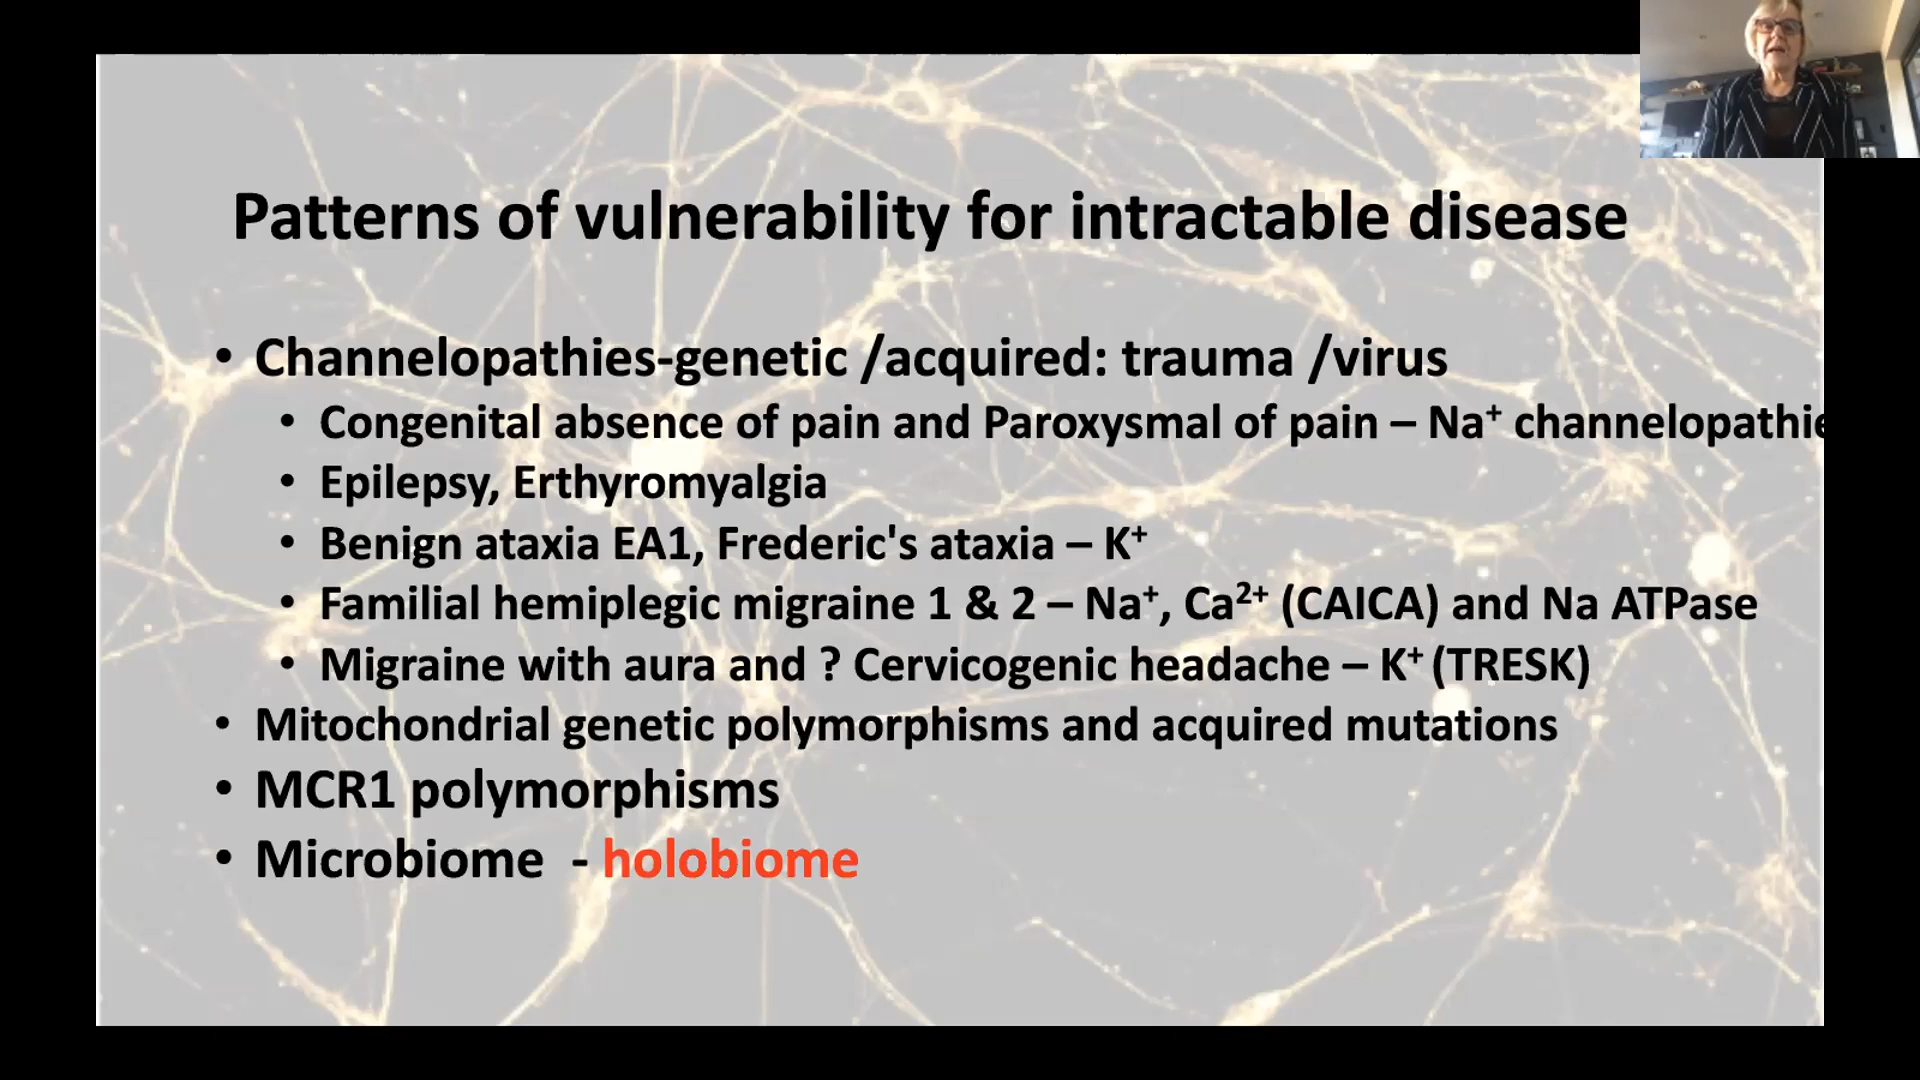 Patterns of vulnerability for intractable disease
• Channelopathies-genetic /acquired: trauma /virus
• Congenital absence of pain and Paroxysmal of pain – Na⁺ channelopathie
• Epilepsy, Erthyromyalgia
• Benign ataxia EA1, Frederic's ataxia – K⁺
• Familial hemiplegic migraine 1 & 2 – Na⁺, Ca²⁺ (CAICA) and Na ATPase
• Migraine with aura and ? Cervicogenic headache – K⁺ (TRESK)
• Mitochondrial genetic polymorphisms and acquired mutations
• MCR1 polymorphisms
• Microbiome - holobiome